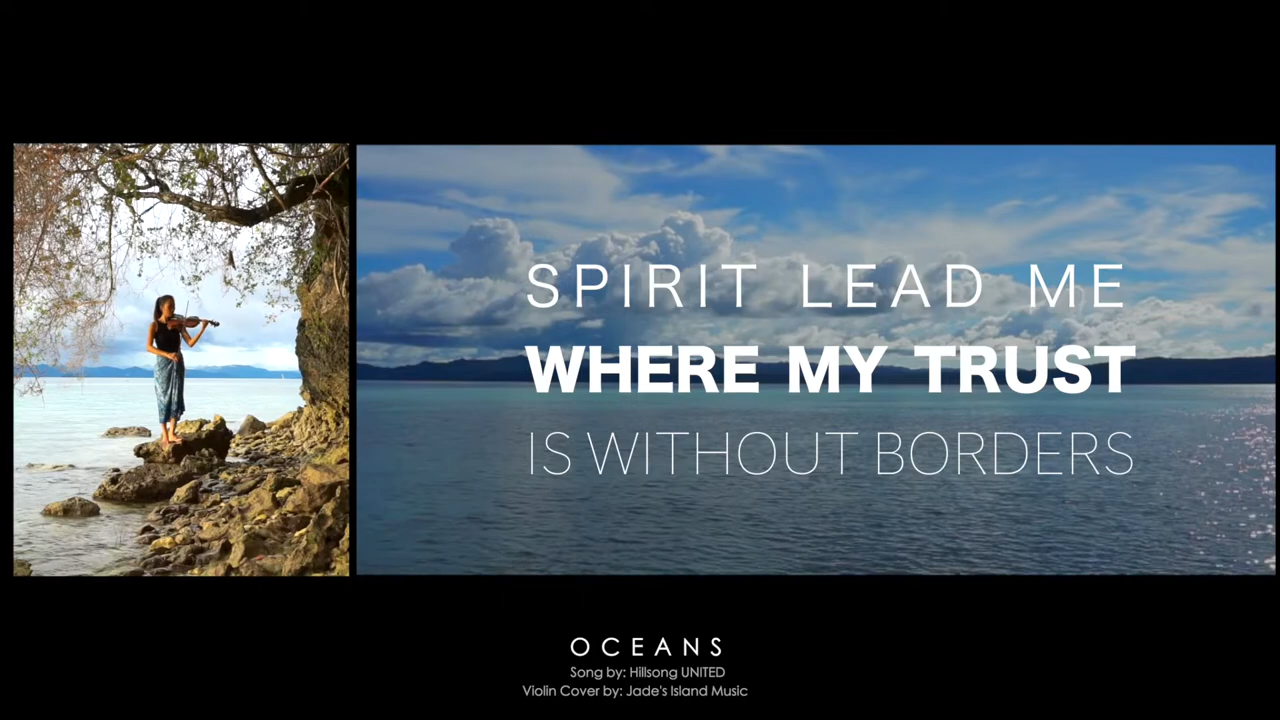 SPIRIT LEAD ME
WHERE MY TRUST
IS WITHOUT BORDERS
OCEANS
Song by: Hillsong UNITED
Violin Cover by: Jade's Island Music